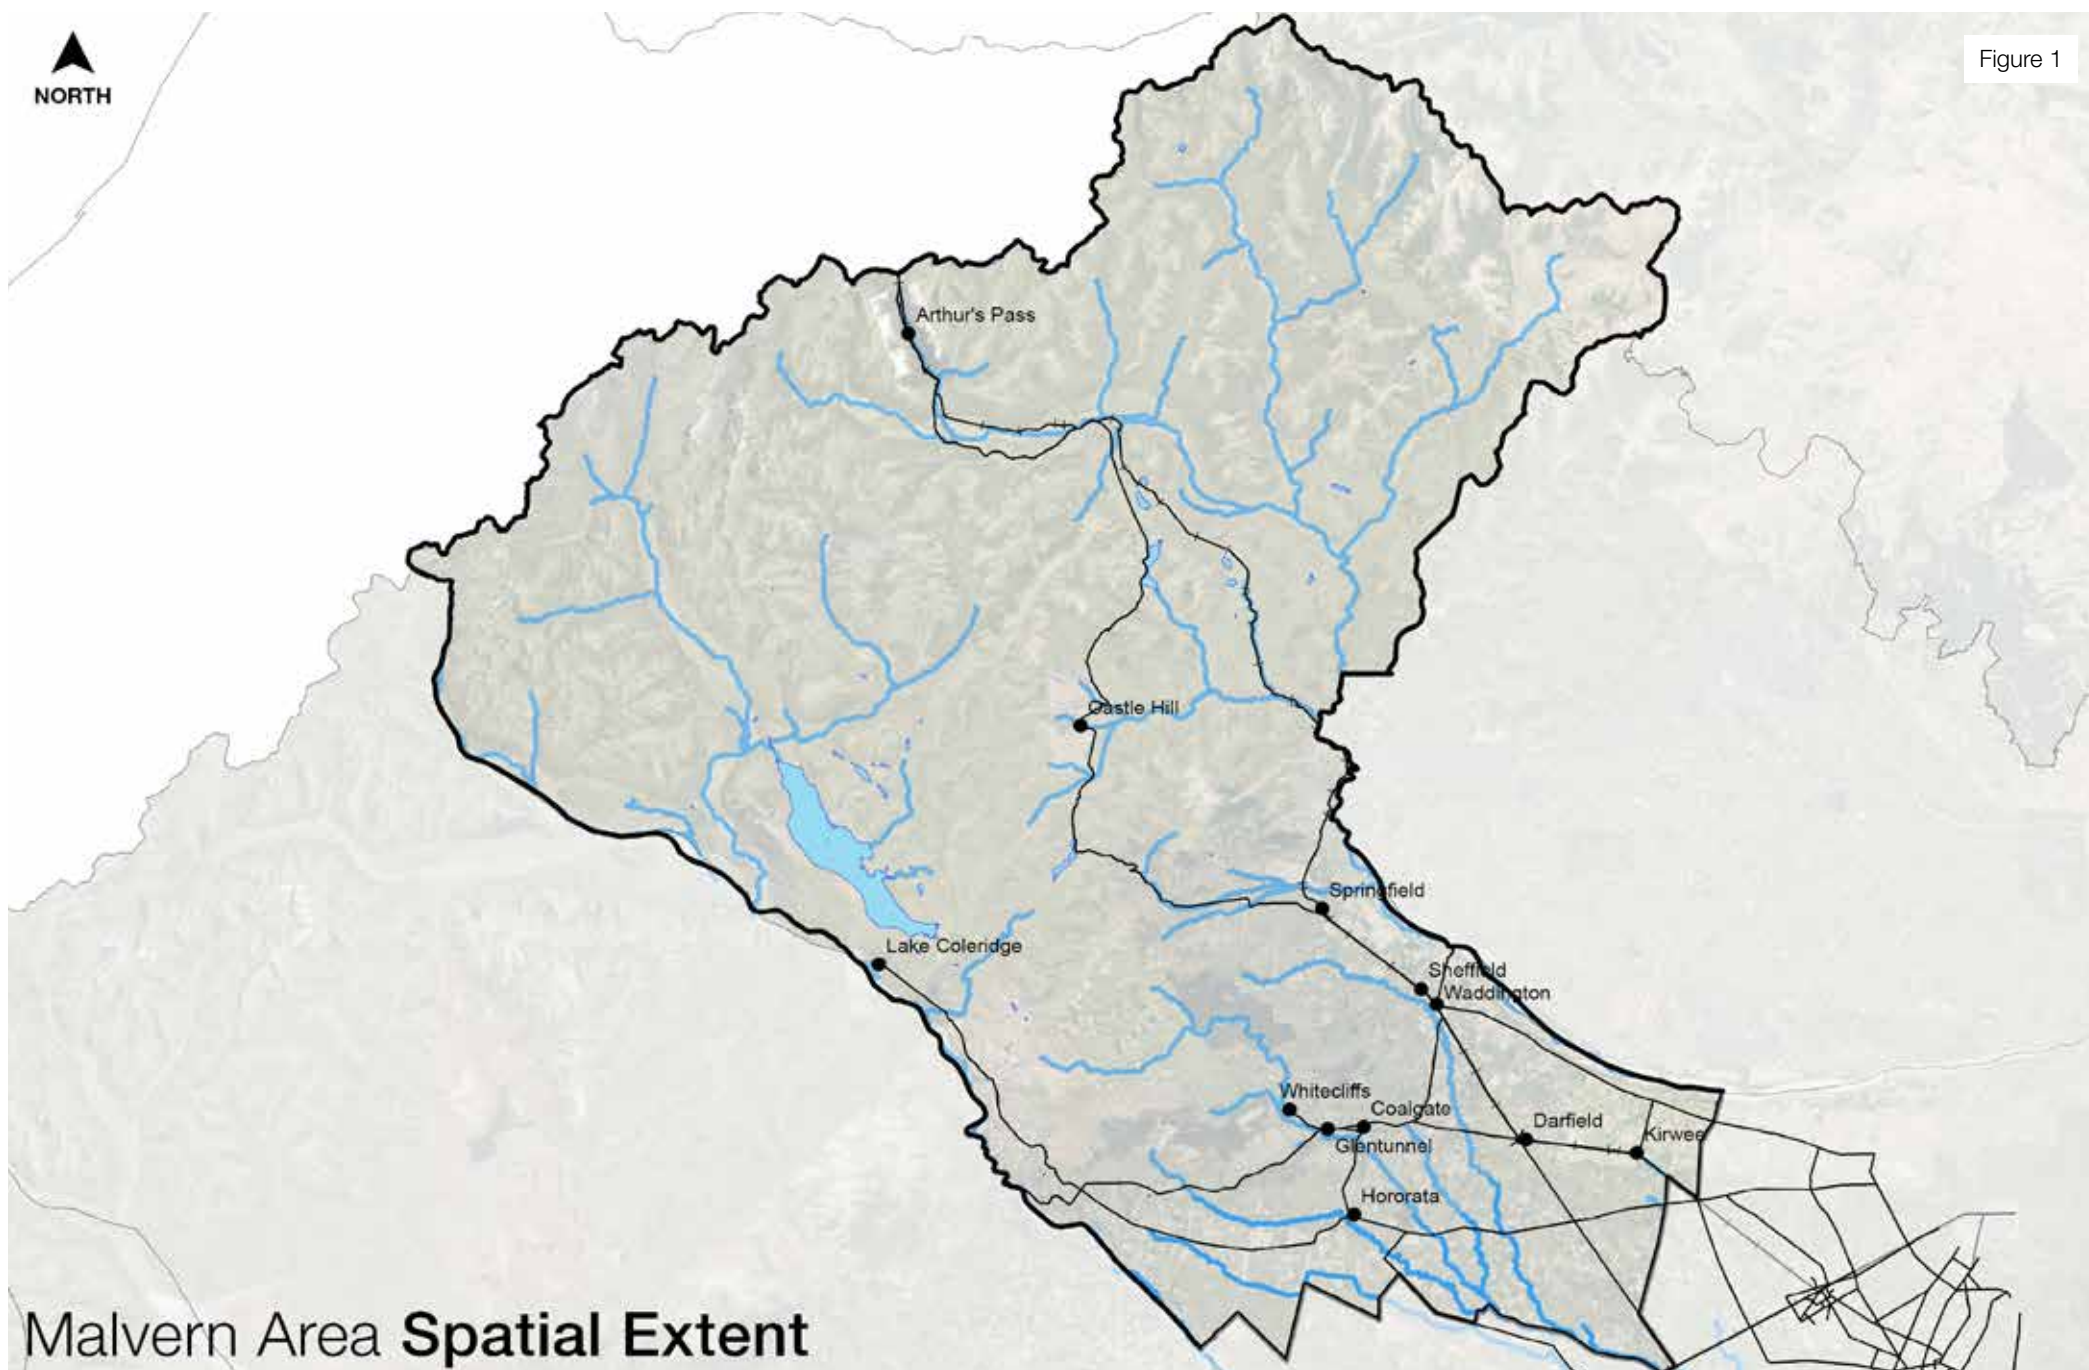 Figure 1
NORTH
Arthur's Pass
Castle Hill
Springfield
Lake Coleridge
Sheffield
Waddington
Whitecliffs
Coalgate
Darfield
Kirwee
Glentunnel
Hororata
Malvern Area Spatial Extent